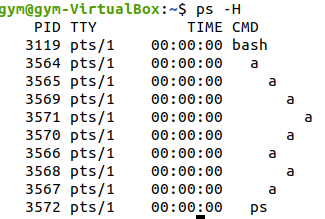 gym@gym-VirtualBox:~$ ps -H
    PID TTY          TIME CMD
   3119 pts/1    00:00:00 bash
   3564 pts/1    00:00:00   a
   3565 pts/1    00:00:00     a
   3569 pts/1    00:00:00       a
   3571 pts/1    00:00:00         a
   3570 pts/1    00:00:00       a
   3566 pts/1    00:00:00     a
   3568 pts/1    00:00:00       a
   3567 pts/1    00:00:00     a
   3572 pts/1    00:00:00   ps